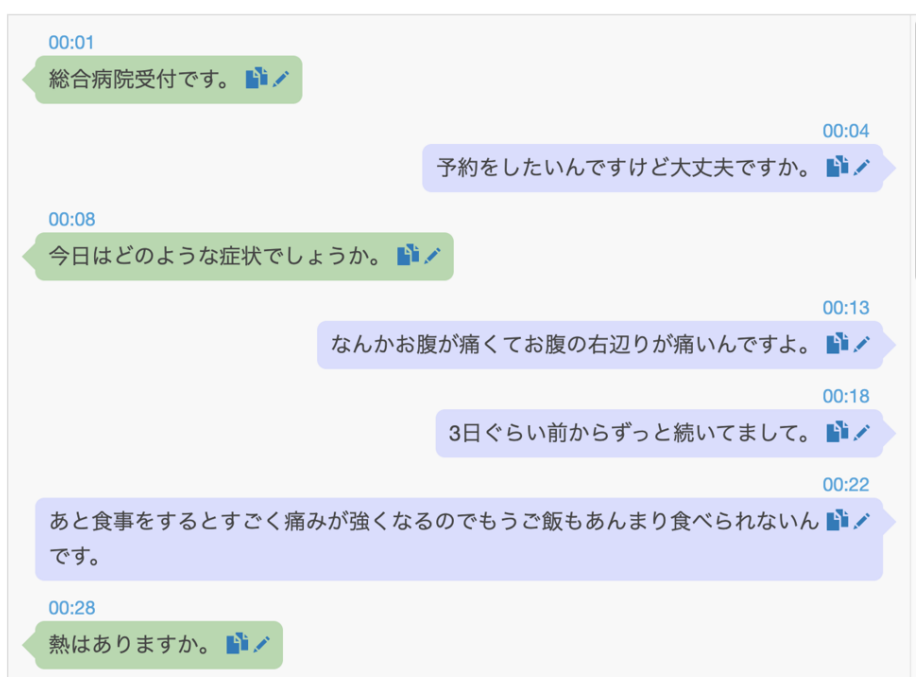 00:01
総合病院受付です。
00:04
予約をしたいんですけど大丈夫ですか。
00:08
今日はどのような症状でしょうか。
00:13
なんかお腹が痛くてお腹の右辺りが痛いんですよ。
00:18
3日ぐらい前からずっと続いてまして。
00:22
あと食事をするとすごく痛みが強くなるのでもうご飯もあんまり食べられないん
です。
00:28
熱はありますか。